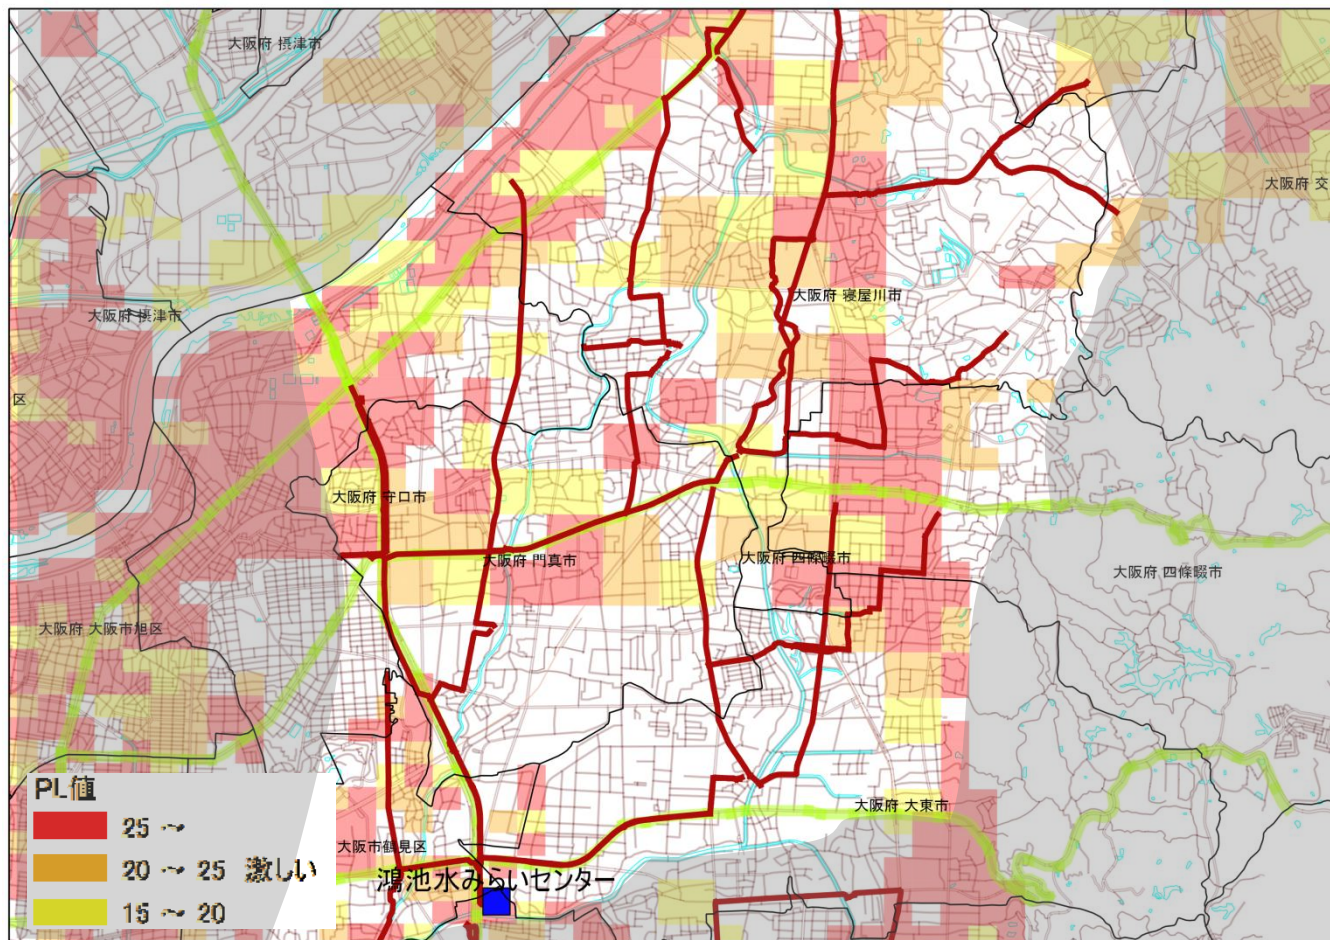 大阪府 摂津市
大阪府 交
大阪府 寝屋川市
大阪府 摂津市
区
大阪府 守口市
大阪府 門真市
大阪府 四條畷市
大阪府 四條畷市
大阪府 大阪市旭区
PL値
25 ～
20 ～ 25 激しい
15 ～ 20
大阪府 大東市
大阪市鶴見区
鴻池水みらいセンター